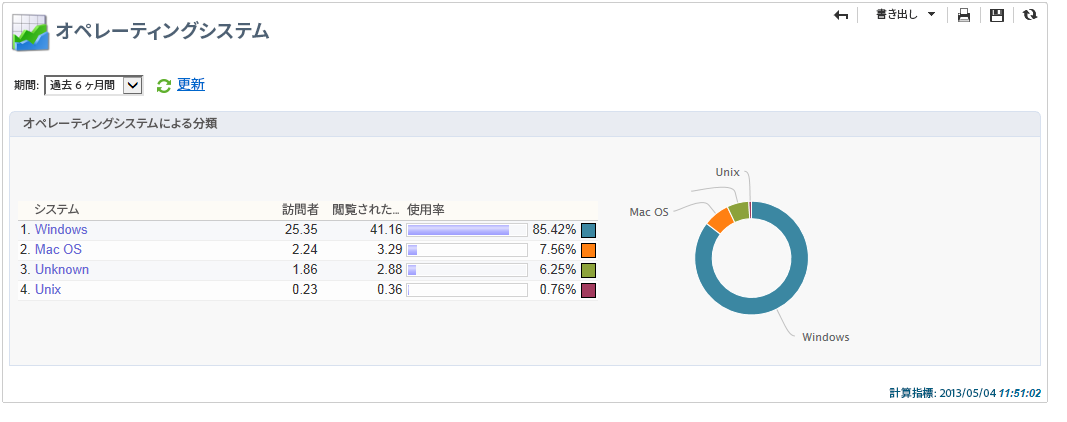 書き出し
オペレーティングシステム
期間: 過去 6 ヶ月間 更新
オペレーティングシステムによる分類
システム 訪問者 閲覧された... 使用率
1. Windows 25.35 41.16 85.42%
2. Mac OS 2.24 3.29 7.56%
3. Unknown 1.86 2.88 6.25%
4. Unix 0.23 0.36 0.76%
Unix
Mac OS
Windows
計算指標: 2013/05/04 11:51:02